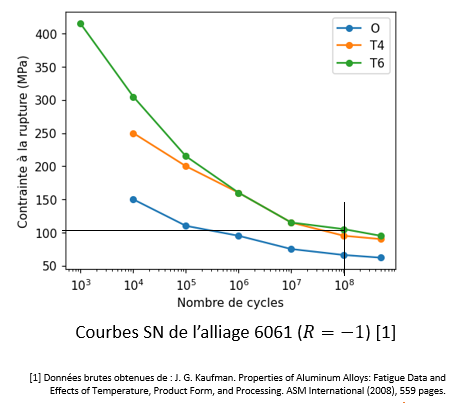 Contrainte à la rupture (MPa)
400
350
300
250
200
150
100
50
O
T4
T6
10³ 10⁴ 10⁵ 10⁶ 10⁷ 10⁸
Nombre de cycles
Courbes SN de l’alliage 6061 (R = −1) [1]
[1] Données brutes obtenues de : J. G. Kaufman. Properties of Aluminum Alloys: Fatigue Data and
Effects of Temperature, Product Form, and Processing. ASM International (2008), 559 pages.